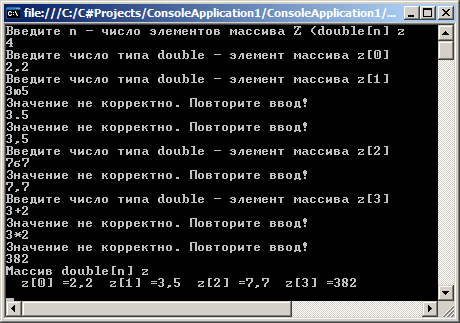 file:///C:/C#Projects/ConsoleApplication1/ConsoleApplication1/...
Введите n - число элементов массива Z (double[n] z
4
Введите число типа double - элемент массива z[0]
2,2
Введите число типа double - элемент массива z[1]
3ю5
Значение не корректно. Повторите ввод!
3.5
Значение не корректно. Повторите ввод!
3,5
Введите число типа double - элемент массива z[2]
7б7
Значение не корректно. Повторите ввод!
7,7
Введите число типа double - элемент массива z[3]
3+2
Значение не корректно. Повторите ввод!
3*2
Значение не корректно. Повторите ввод!
382
Массив double[n] z
z[0] =2,2 z[1] =3,5 z[2] =7,7 z[3] =382